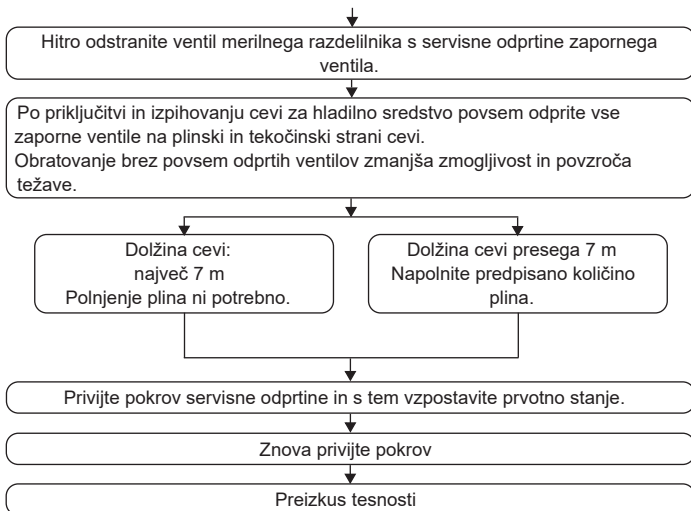 Hitro odstranite ventil merilnega razdelilnika s servisne odprtine zapornega
ventila.
Po priključitvi in izpihovanju cevi za hladilno sredstvo povsem odprite vse
zaporne ventile na plinski in tekočinski strani cevi.
Obratovanje brez povsem odprtih ventilov zmanjša zmogljivost in povzroča
težave.
Dolžina cevi:
največ 7 m
Polnjenje plina ni potrebno.
Dolžina cevi presega 7 m
Napolnite predpisano količino
plina.
Privijte pokrov servisne odprtine in s tem vzpostavite prvotno stanje.
Znova privijte pokrov
Preizkus tesnosti